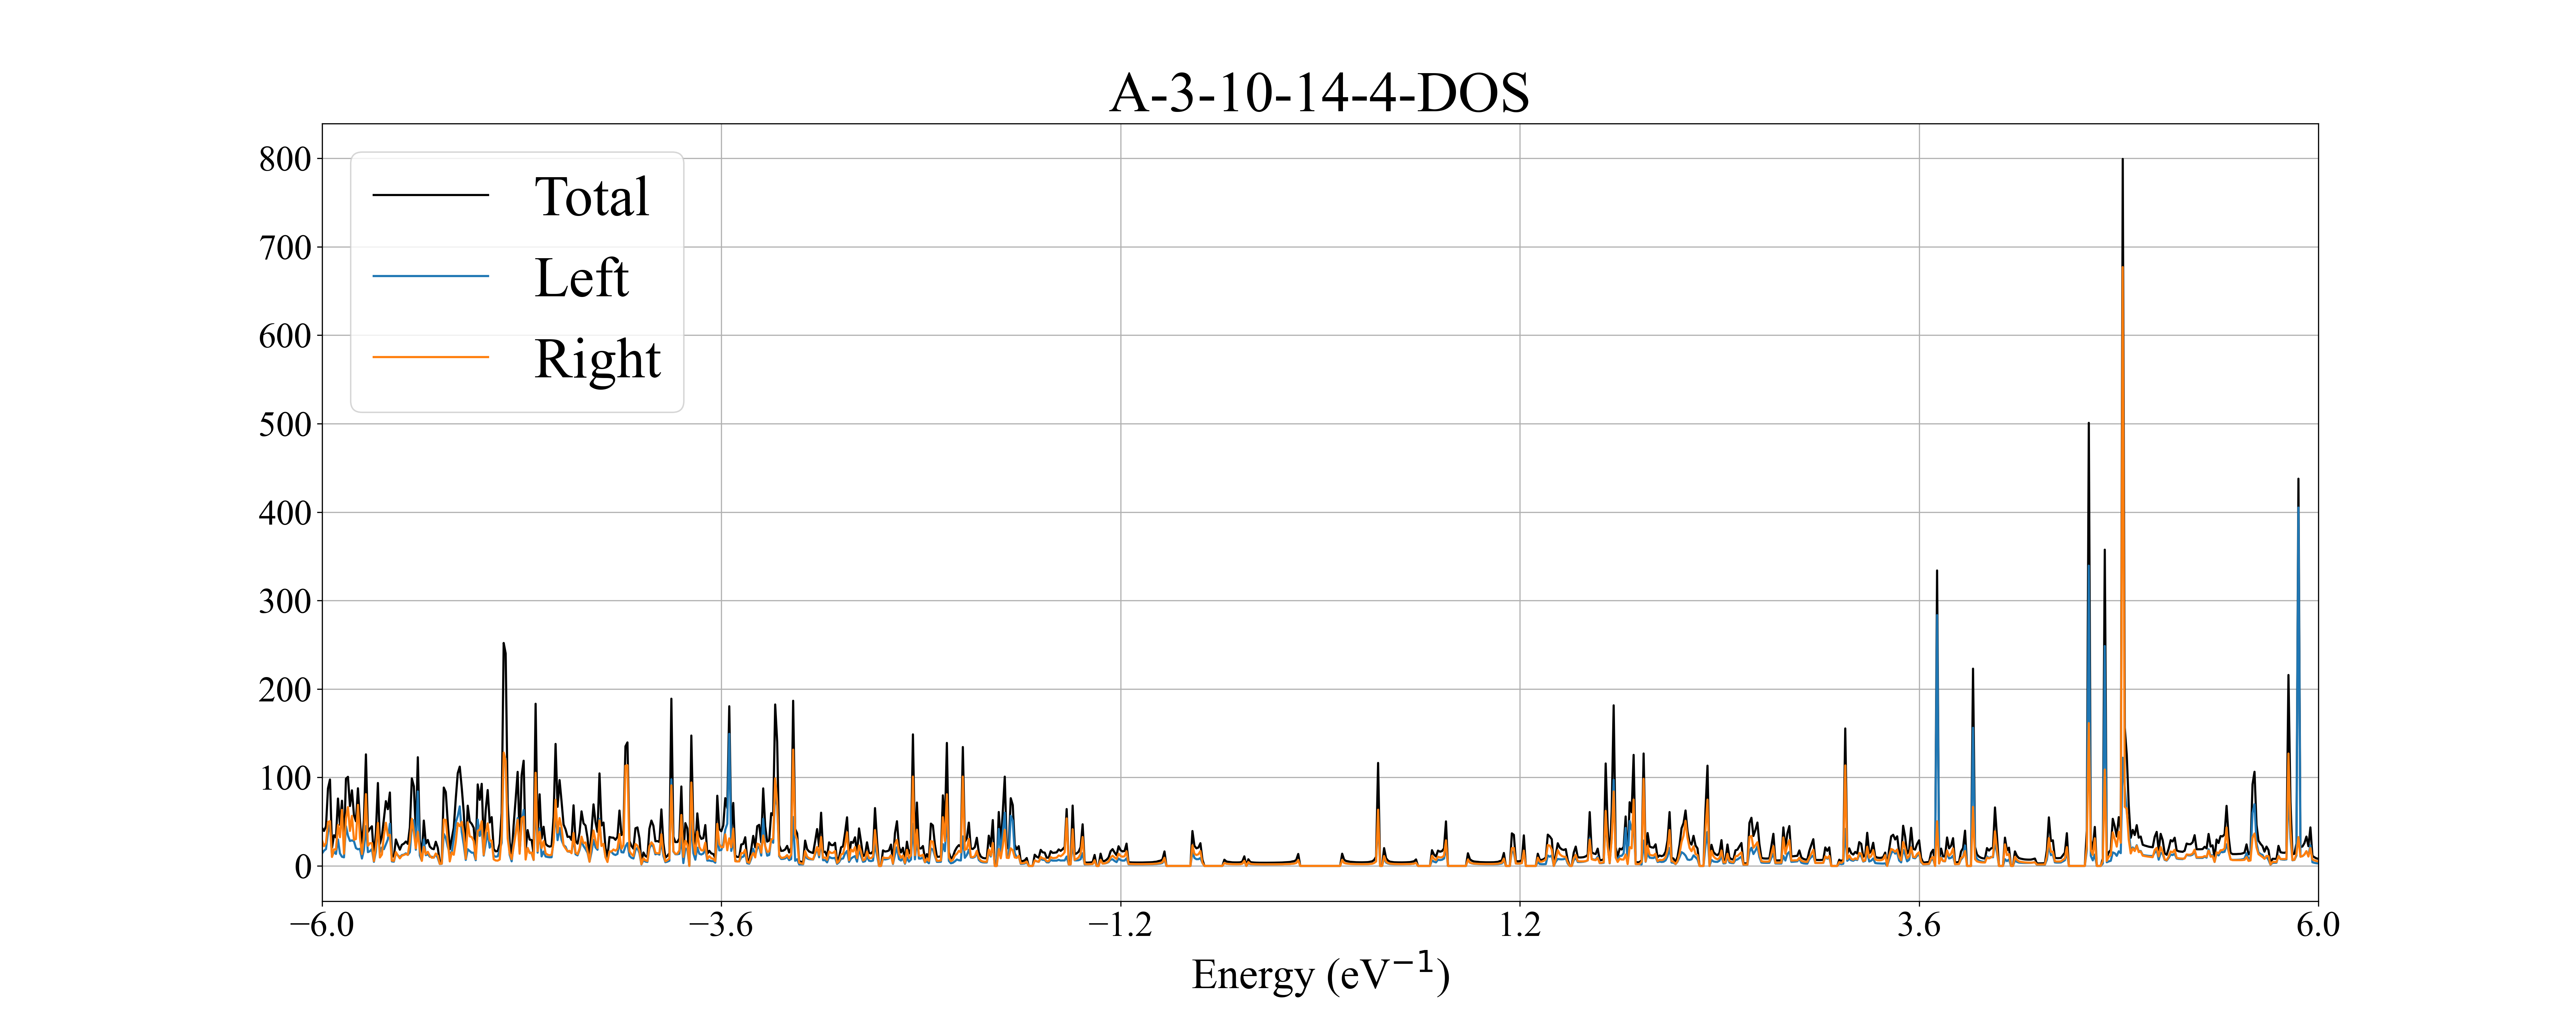 A-3-10-14-4-DOS
800
700
600
500
400
300
200
100
0
Total
Left
Right
−6.0 −3.6 −1.2 1.2 3.6 6.0
Energy (eV⁻¹)